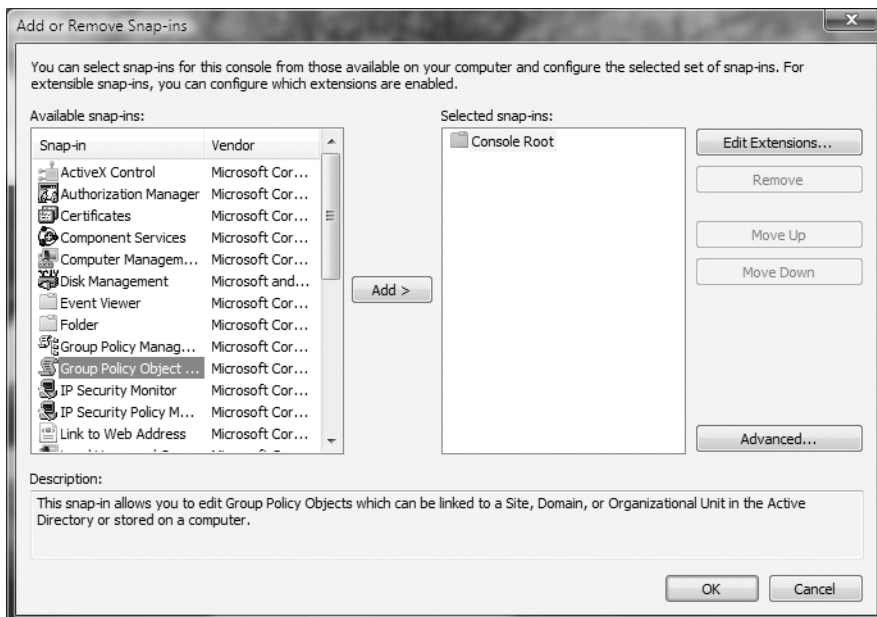 Add or Remove Snap-ins
X
You can select snap-ins for this console from those available on your computer and configure the selected set of snap-ins. For
extensible snap-ins, you can configure which extensions are enabled.
Available snap-ins:
Snap-in Vendor
ActiveX Control Microsoft Cor...
Authorization Manager Microsoft Cor...
Certificates Microsoft Cor...
Component Services Microsoft Cor...
Computer Managem... Microsoft Cor...
Disk Management Microsoft and...
Event Viewer Microsoft Cor...
Folder Microsoft Cor...
Group Policy Manag... Microsoft Cor...
Group Policy Object ... Microsoft Cor...
IP Security Monitor Microsoft Cor...
IP Security Policy M... Microsoft Cor...
Link to Web Address Microsoft Cor...
Add >
Selected snap-ins:
Console Root
Edit Extensions...
Remove
Move Up
Move Down
Advanced...
Description:
This snap-in allows you to edit Group Policy Objects which can be linked to a Site, Domain, or Organizational Unit in the Active
Directory or stored on a computer.
OK
Cancel